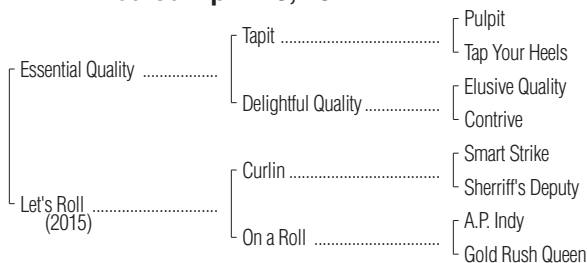 Pulpit
Tapit
Tap Your Heels
Essential Quality
Elusive Quality
Delightful Quality
Contrive
Smart Strike
Curlin
Sherriff's Deputy
Let's Roll
(2015)
A.P. Indy
On a Roll
Gold Rush Queen